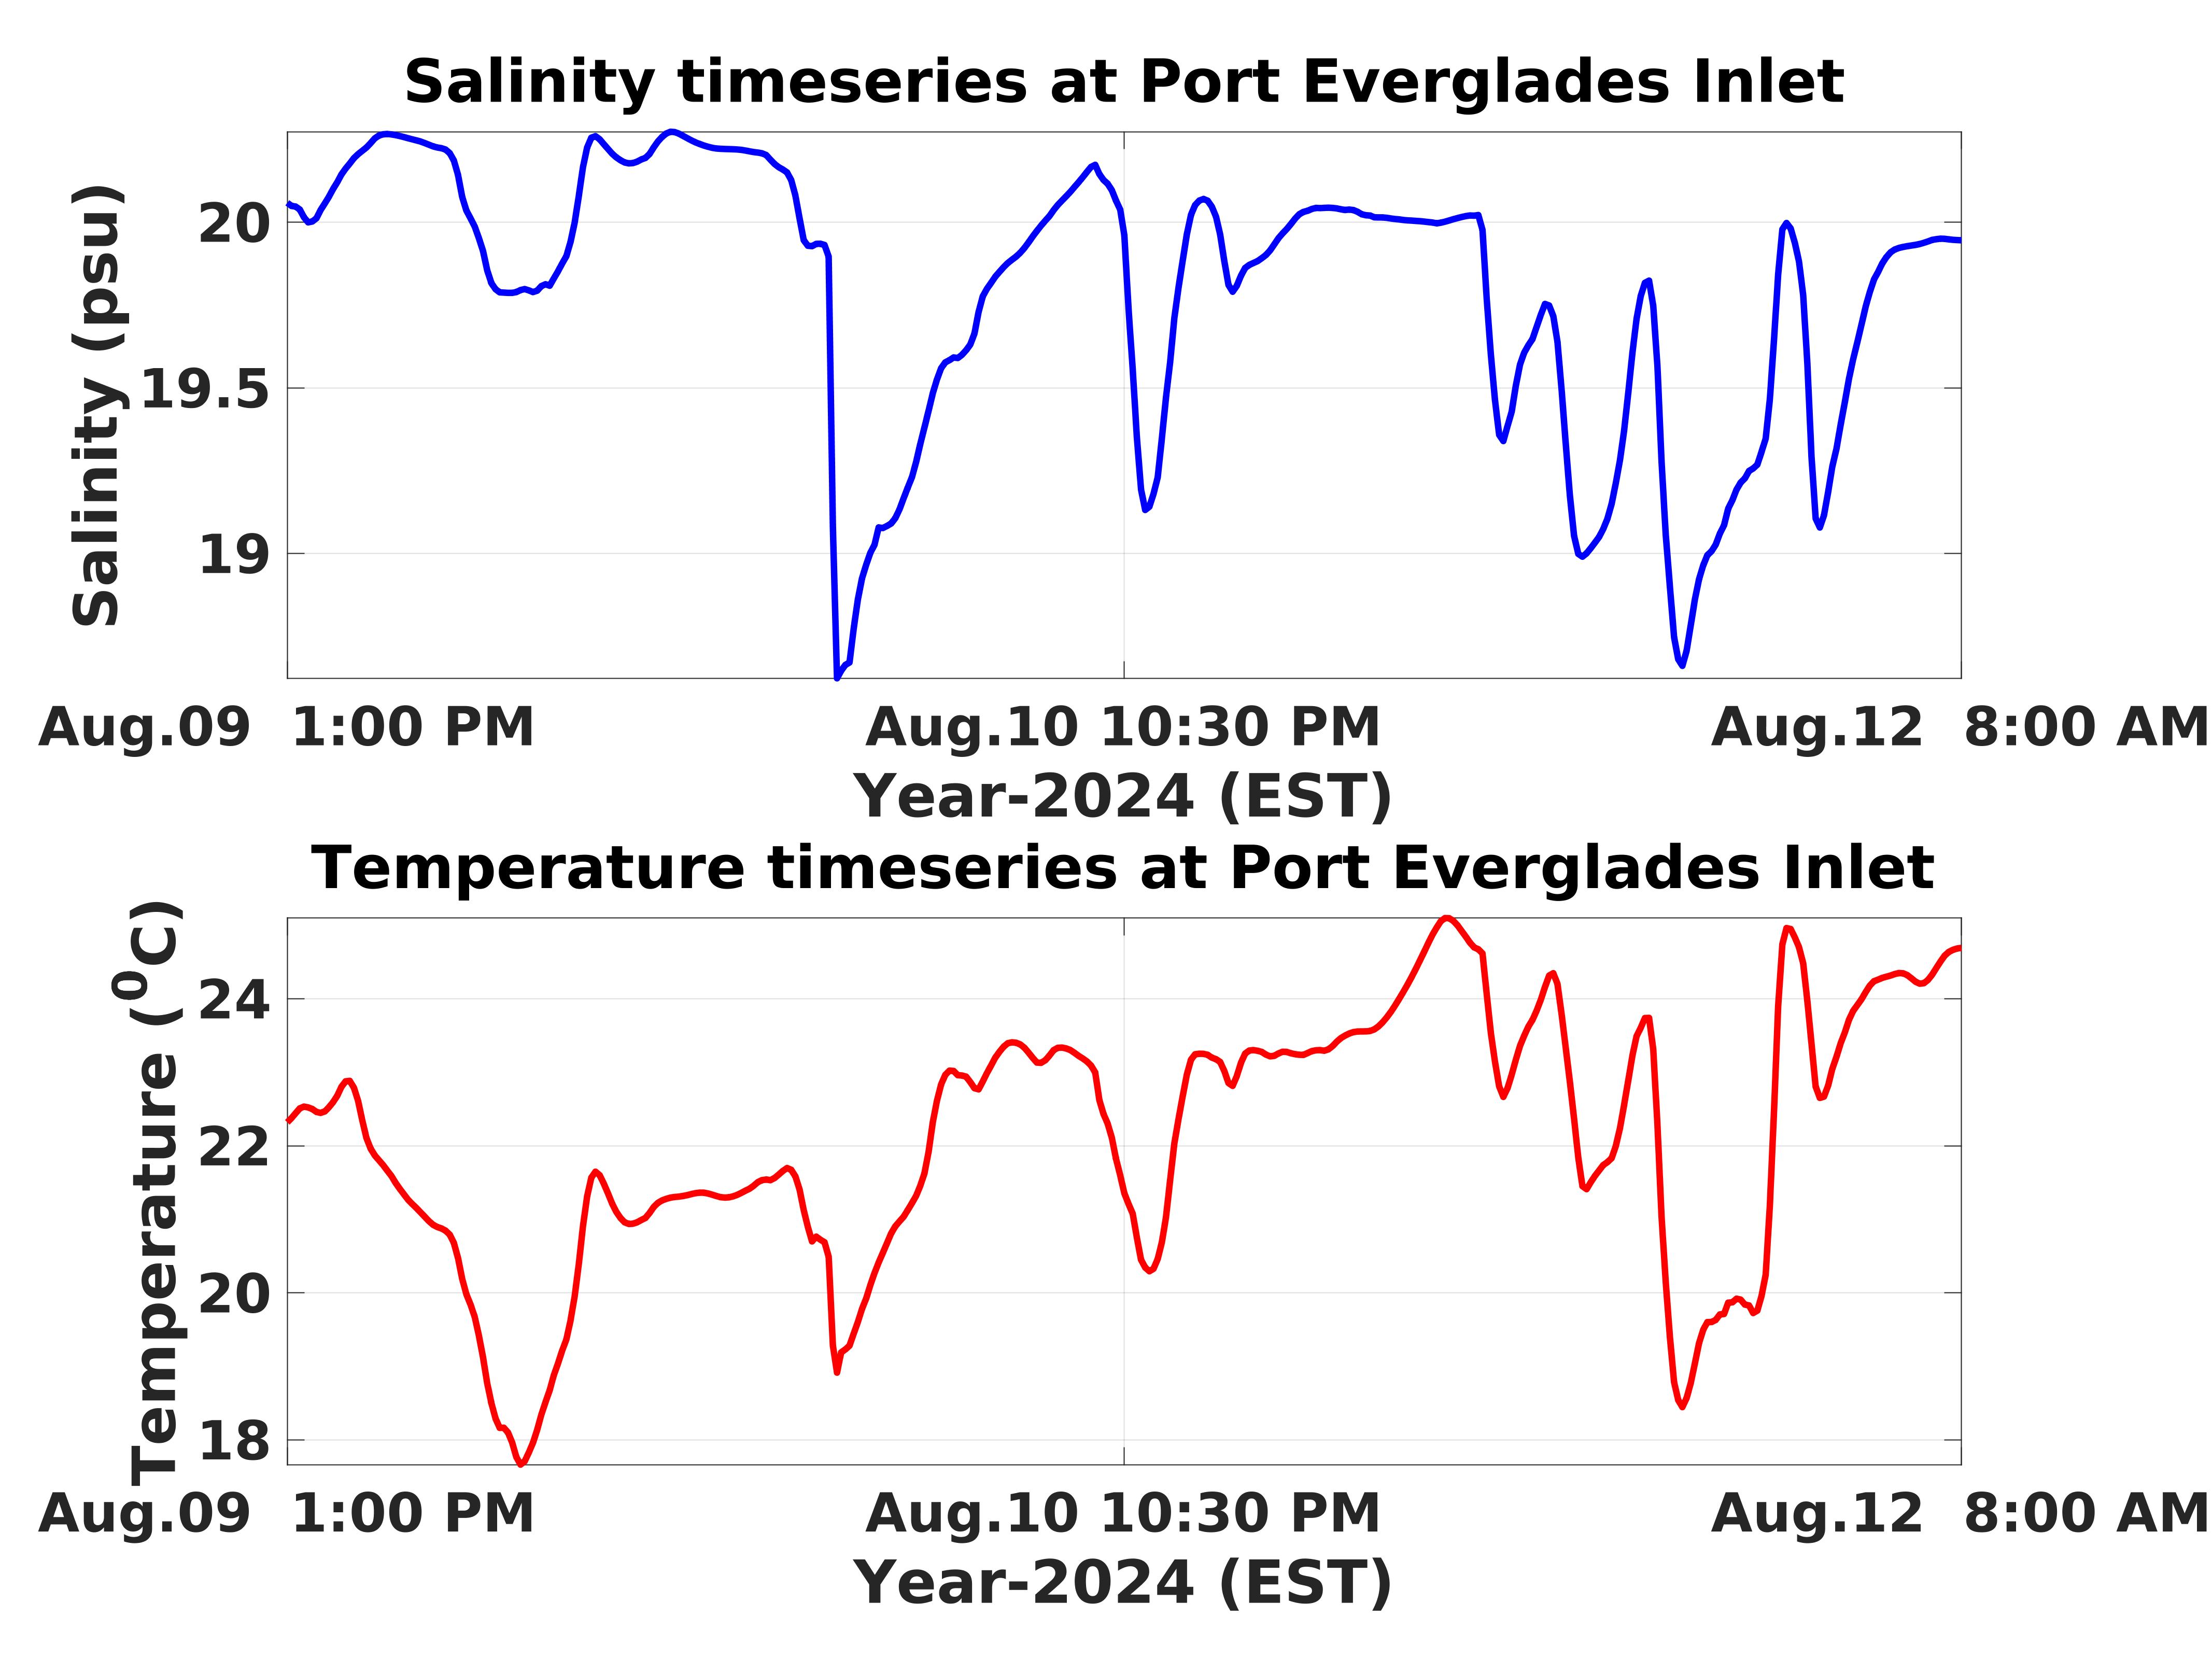 Salinity timeseries at Port Everglades Inlet
Salinity (psu)
20
19.5
19
Aug.09  1:00 PM
Aug.10 10:30 PM
Aug.12  8:00 AM
Year-2024 (EST)
Temperature timeseries at Port Everglades Inlet
Temperature (⁰C)
24
22
20
18
Aug.09  1:00 PM
Aug.10 10:30 PM
Aug.12  8:00 AM
Year-2024 (EST)